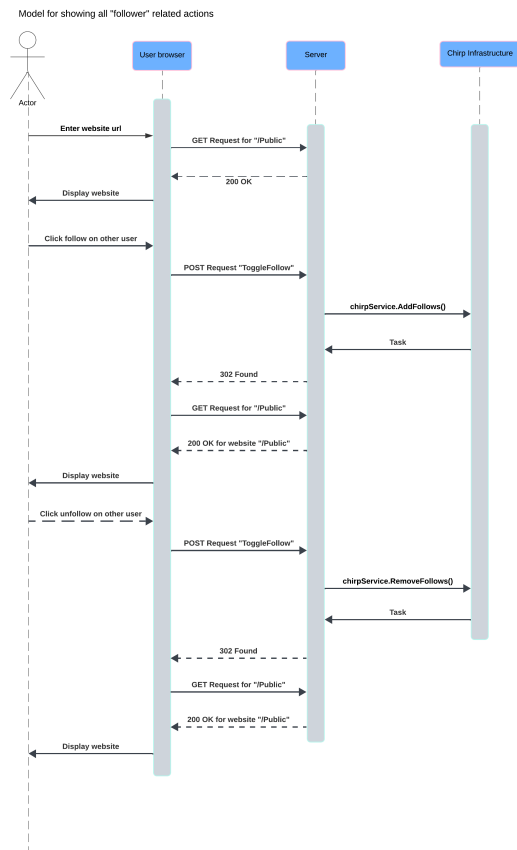 Model for showing all "follower" related actions
User browser
Server
Chirp Infrastructure
Actor
Enter website url
GET Request for "/Public"
200 OK
Display website
Click follow on other user
POST Request "ToggleFollow"
chirpService.AddFollows()
Task
302 Found
GET Request for "/Public"
200 OK for website "/Public"
Display website
Click unfollow on other user
POST Request "ToggleFollow"
chirpService.RemoveFollows()
Task
302 Found
GET Request for "/Public"
200 OK for website "/Public"
Display website